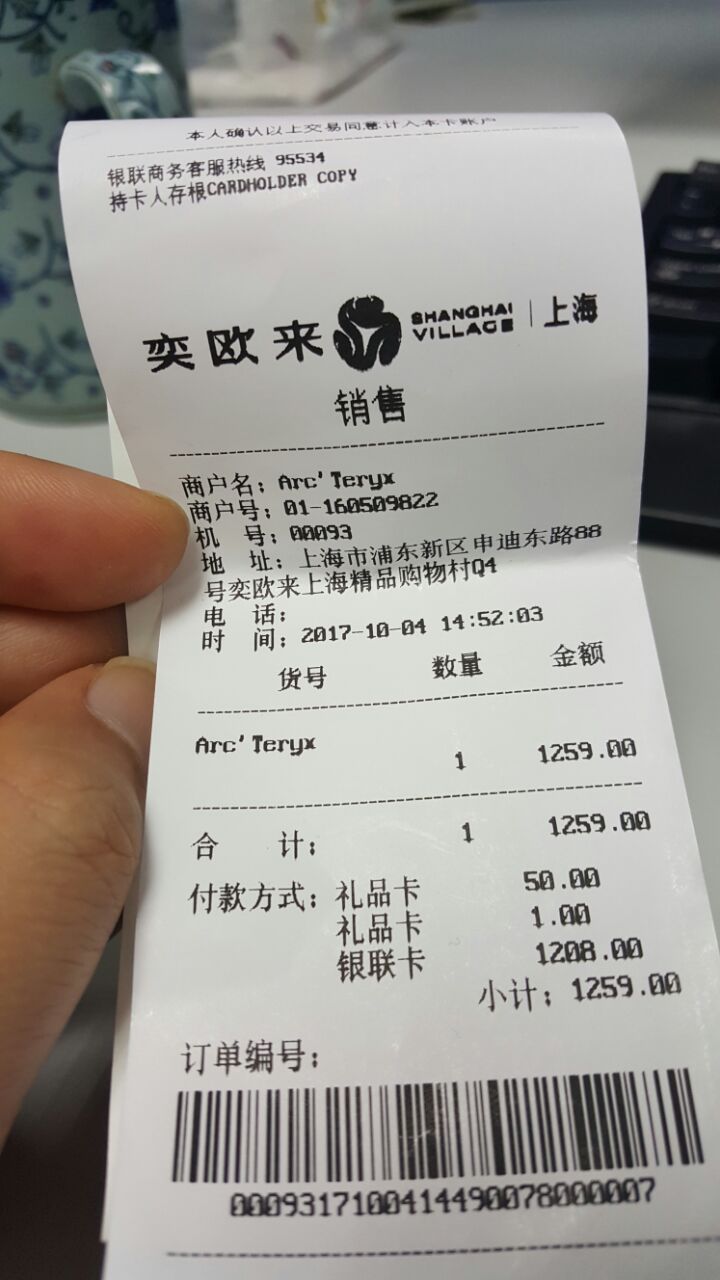 本人确认以上交易同意计入本卡账户
银联商务客服热线 95534
持卡人存根CARDHOLDER COPY
奕欧来 SHANGHAI VILLAGE | 上海
销售
商户名：Arc'Teryx
商户号：01-160509822
机 号：00093
地 址：上海市浦东新区申迪东路88
号奕欧来上海精品购物村Q4
电 话：
时 间：2017-10-04 14:52:03
货号 数量 金额
Arc'Teryx 1 1259.00
合 计： 1 1259.00
付款方式：礼品卡 50.00
礼品卡 1.00
银联卡 1208.00
小计：1259.00
订单编号：
0009317100414490078000007